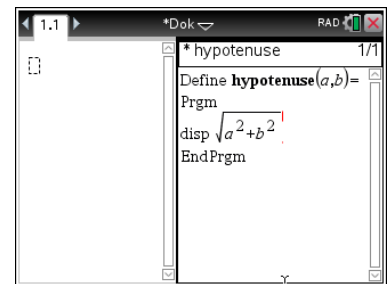 1.1 *Dok RAD
* hypotenuse 1/1
Define hypotenuse(a,b)=
Prgm
disp √a²+b²
EndPrgm